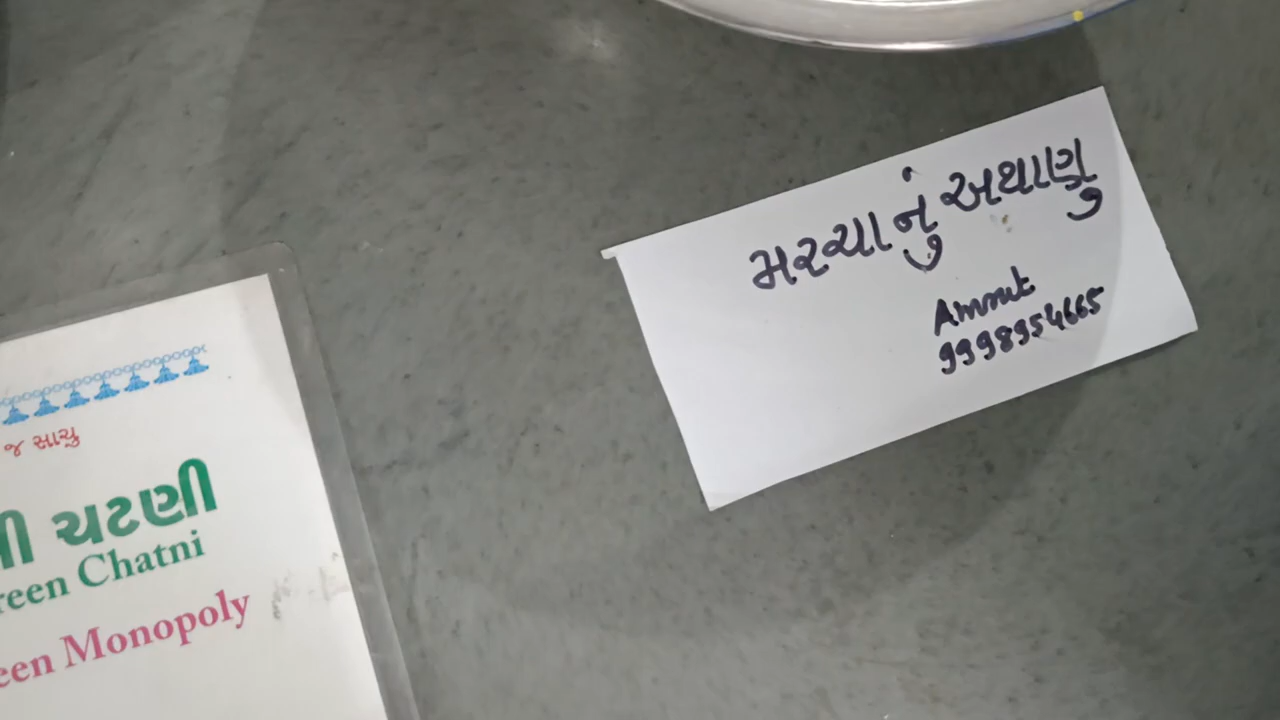 જ સાચુ
ચટણી
reen Chatni
een Monopoly
મરચા નું અથાણુ
Amrut
9998954665